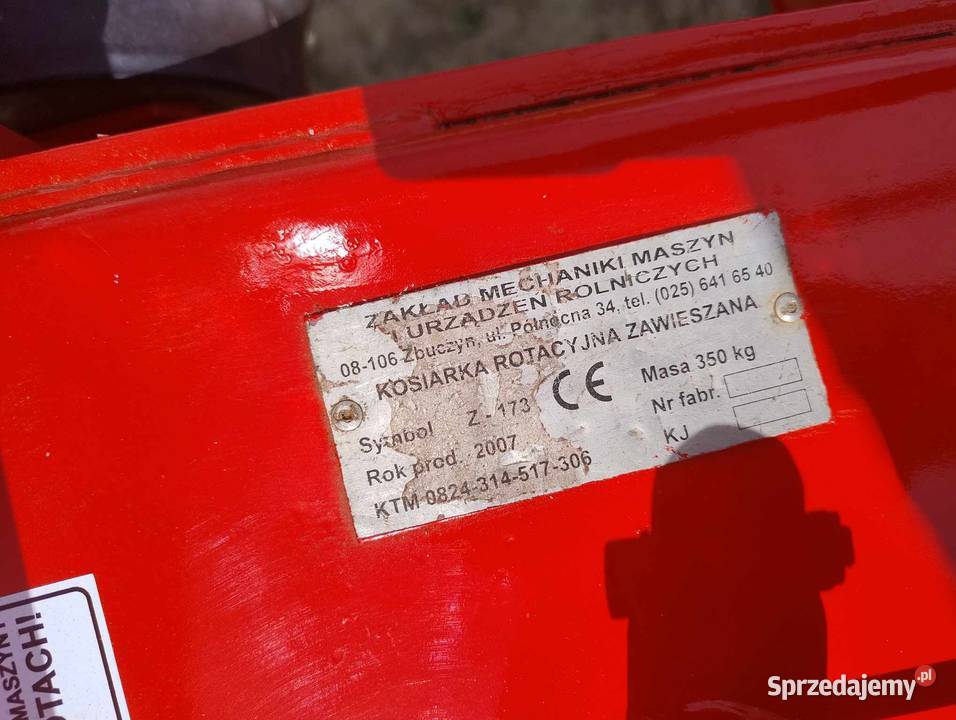 ZAKŁAD MECHANIKI MASZYN
I URZĄDZEŃ ROLNICZYCH
08-106 Zbuczyn, ul. Północna 34, tel. (025) 641 65 40
KOSIARKA ROTACYJNA ZAWIESZANA
Symbol Z - 173 CE Masa 350 kg
Rok prod. 2007 Nr fabr.
KTM 0824-314-517-306 KJ
MASZYNY
OTACH!
Sprzedajemy.pl